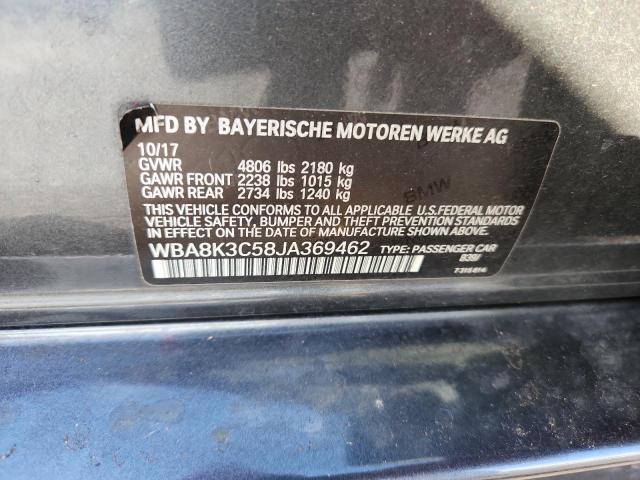 MFD BY BAYERISCHE MOTOREN WERKE AG
10/17
GVWR 4806 lbs 2180 kg
GAWR FRONT 2238 lbs 1015 kg
GAWR REAR 2734 lbs 1240 kg
THIS VEHICLE CONFORMS TO ALL APPLICABLE U.S.FEDERAL MOTOR
VEHICLE SAFETY, BUMPER AND THEFT PREVENTION STANDARDS
IN EFFECT ON THE DATE OF MANUFACTURE SHOWN ABOVE.
WBA8K3C58JA369462 TYPE: PASSENGER CAR
BMW